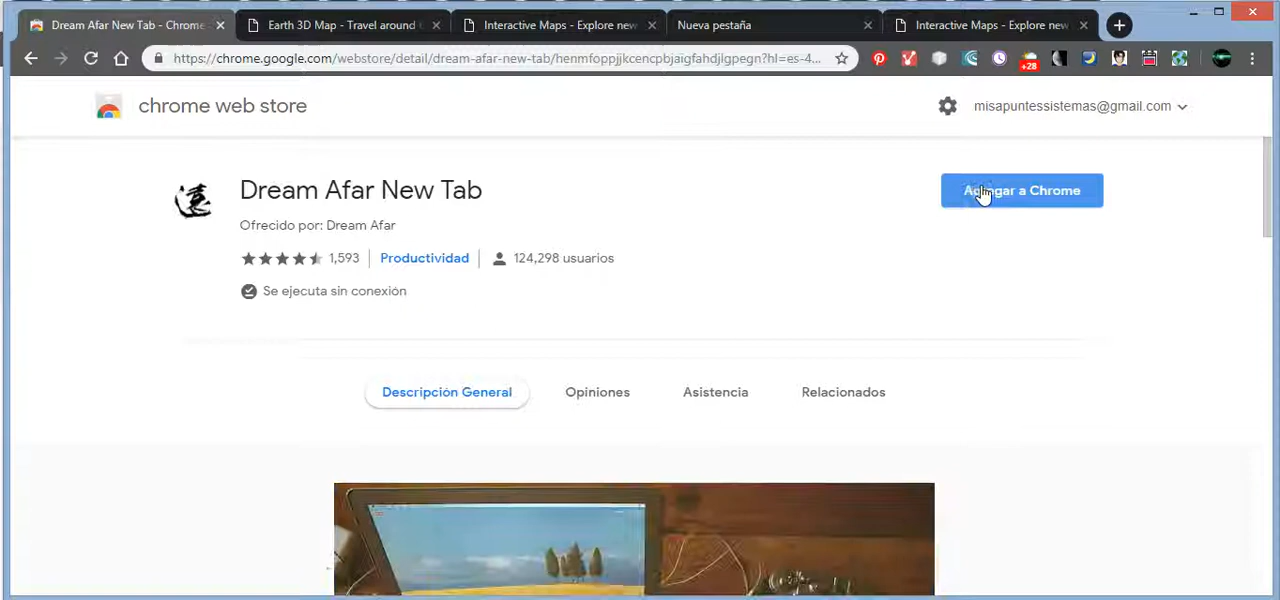 Dream Afar New Tab - Chrome
Earth 3D Map - Travel around
Interactive Maps - Explore new
Nueva pestaña
Interactive Maps - Explore new
https://chrome.google.com/webstore/detail/dream-afar-new-tab/henmfoppjjkcencpbjaigfahdjlgpegn?hl=es-4...
+28
chrome web store
misapuntessistemas@gmail.com
Dream Afar New Tab
Agregar a Chrome
Ofrecido por: Dream Afar
1,593
Productividad
124,298 usuarios
Se ejecuta sin conexión
Descripción General
Opiniones
Asistencia
Relacionados